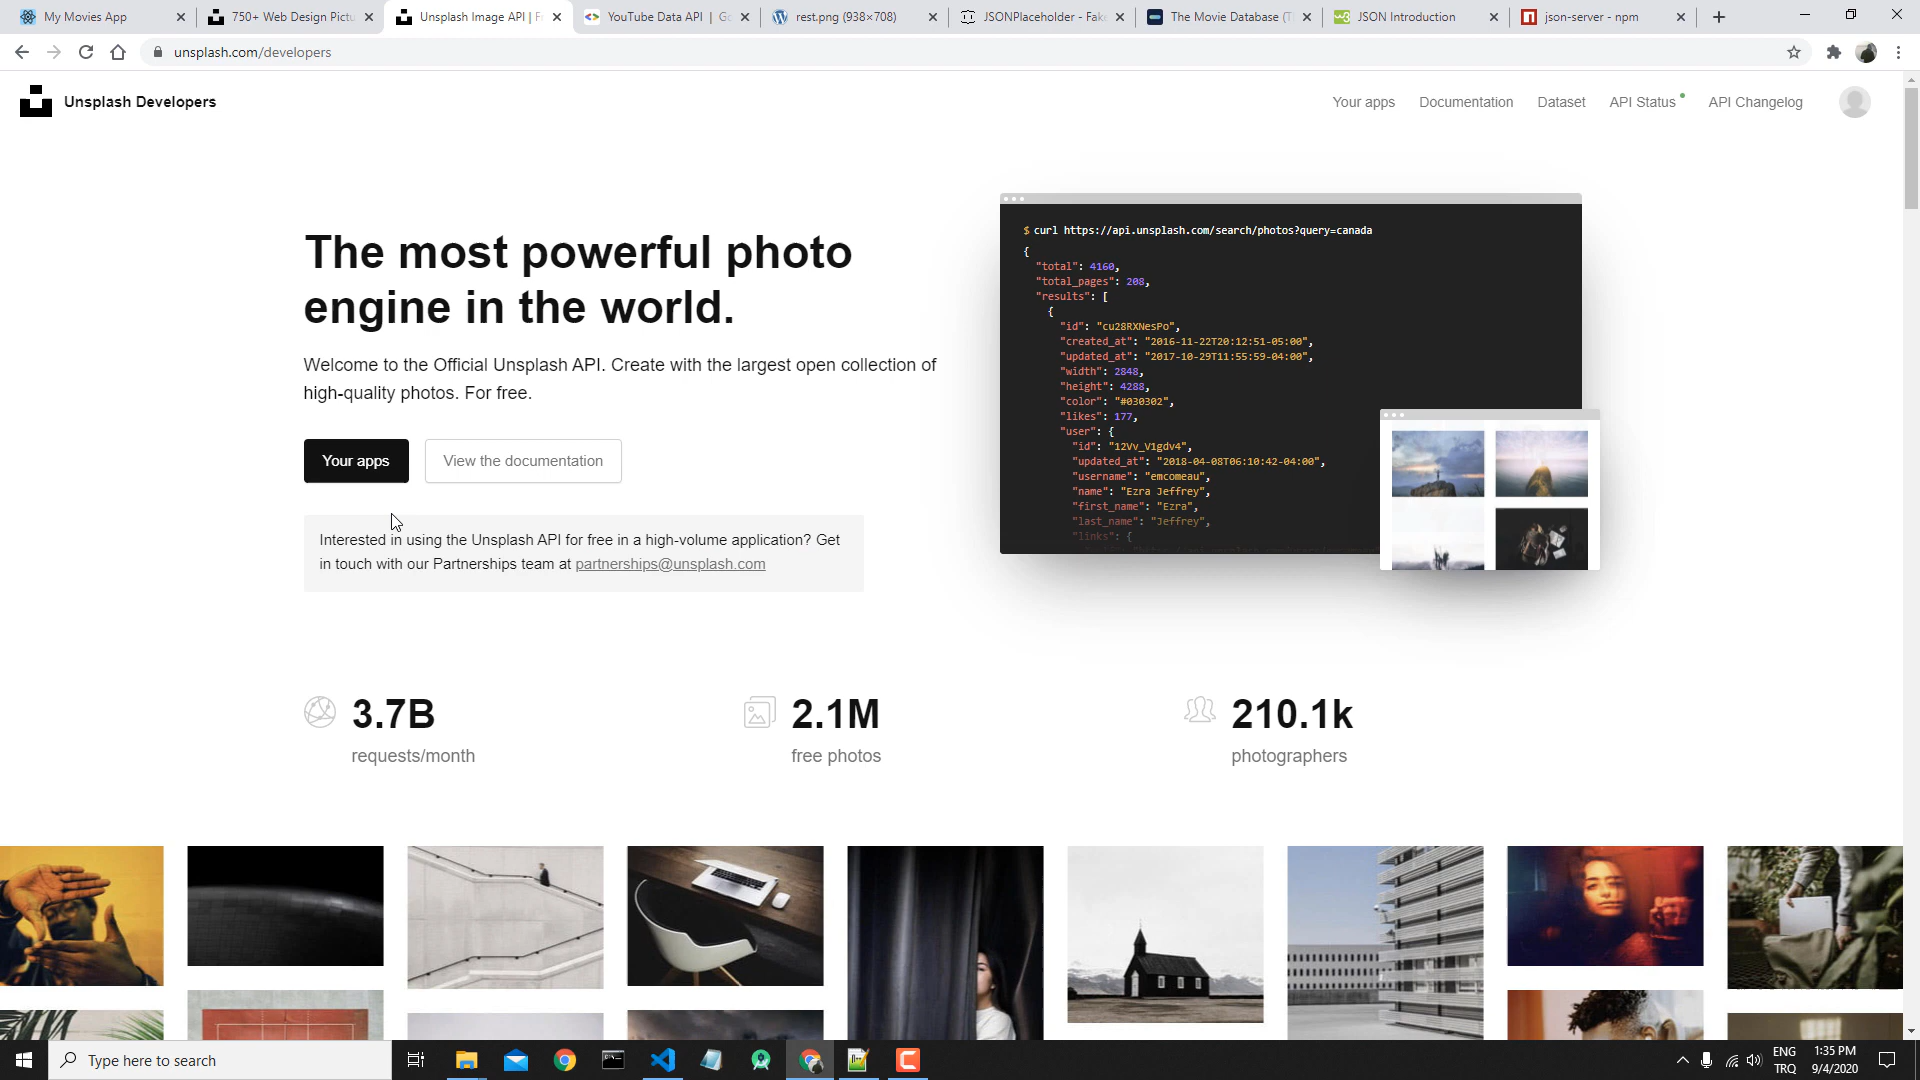 My Movies App
750+ Web Design Pictu
Unsplash Image API | Fr
YouTube Data API | Go
rest.png (938×708)
JSONPlaceholder - Fake
The Movie Database (T
JSON Introduction
json-server - npm
unsplash.com/developers
Unsplash Developers
Your apps
Documentation
Dataset
API Status
API Changelog
The most powerful photo
engine in the world.
Welcome to the Official Unsplash API. Create with the largest open collection of
high-quality photos. For free.
Your apps
View the documentation
Interested in using the Unsplash API for free in a high-volume application? Get
in touch with our Partnerships team at partnerships@unsplash.com
$ curl https://api.unsplash.com/search/photos?query=canada
{
"total": 4160,
"total_pages": 208,
"results": [
{
"id": "cu28RXNesPo",
"created_at": "2016-11-22T20:12:51-05:00",
"updated_at": "2017-10-29T11:55:59-04:00",
"width": 2848,
"height": 4288,
"color": "#030302",
"likes": 177,
"user": {
"id": "12Vv_V1gdv4",
"updated_at": "2018-04-08T06:10:42-04:00",
"username": "emcomeau",
"name": "Ezra Jeffrey",
"first_name": "Ezra",
"last_name": "Jeffrey",
"links": {
3.7B
requests/month
2.1M
free photos
210.1k
photographers
Type here to search
ENG
TRQ
1:35 PM
9/4/2020